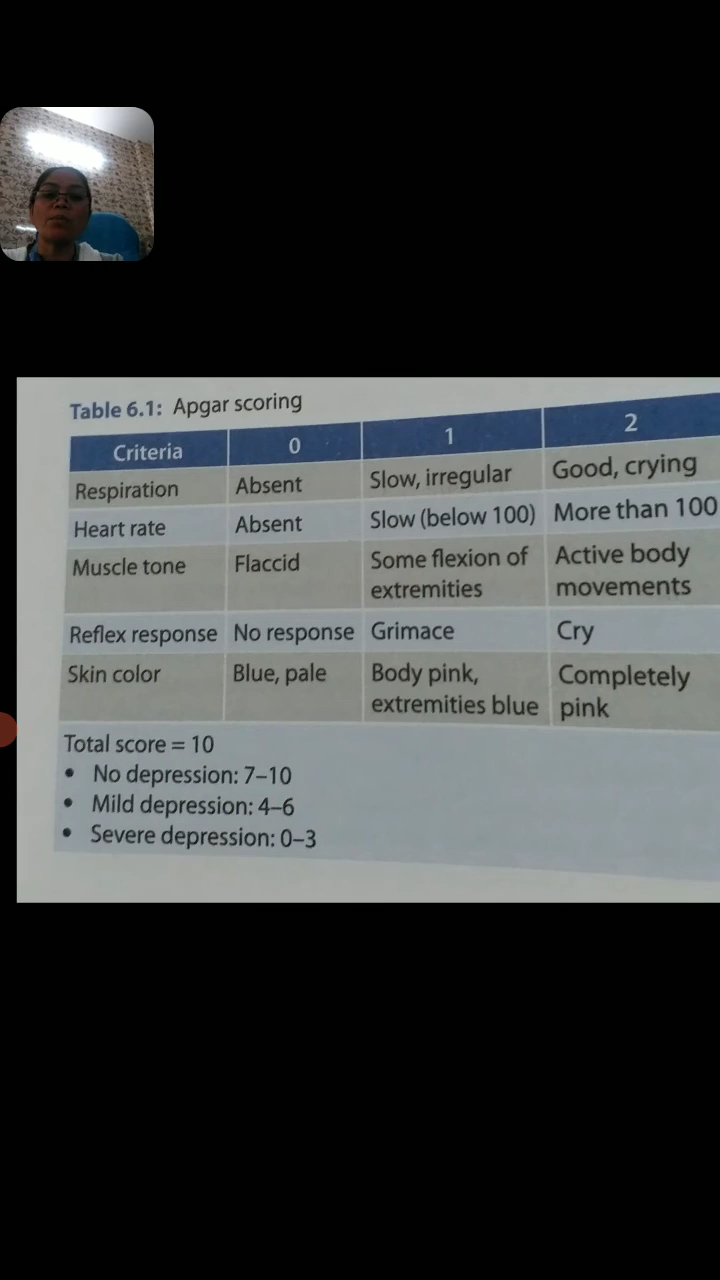 Table 6.1: Apgar scoring
Criteria 0 1 2
Respiration Absent Slow, irregular Good, crying
Heart rate Absent Slow (below 100) More than 100
Muscle tone Flaccid Some flexion of extremities Active body movements
Reflex response No response Grimace Cry
Skin color Blue, pale Body pink, extremities blue Completely pink
Total score = 10
• No depression: 7–10
• Mild depression: 4–6
• Severe depression: 0–3